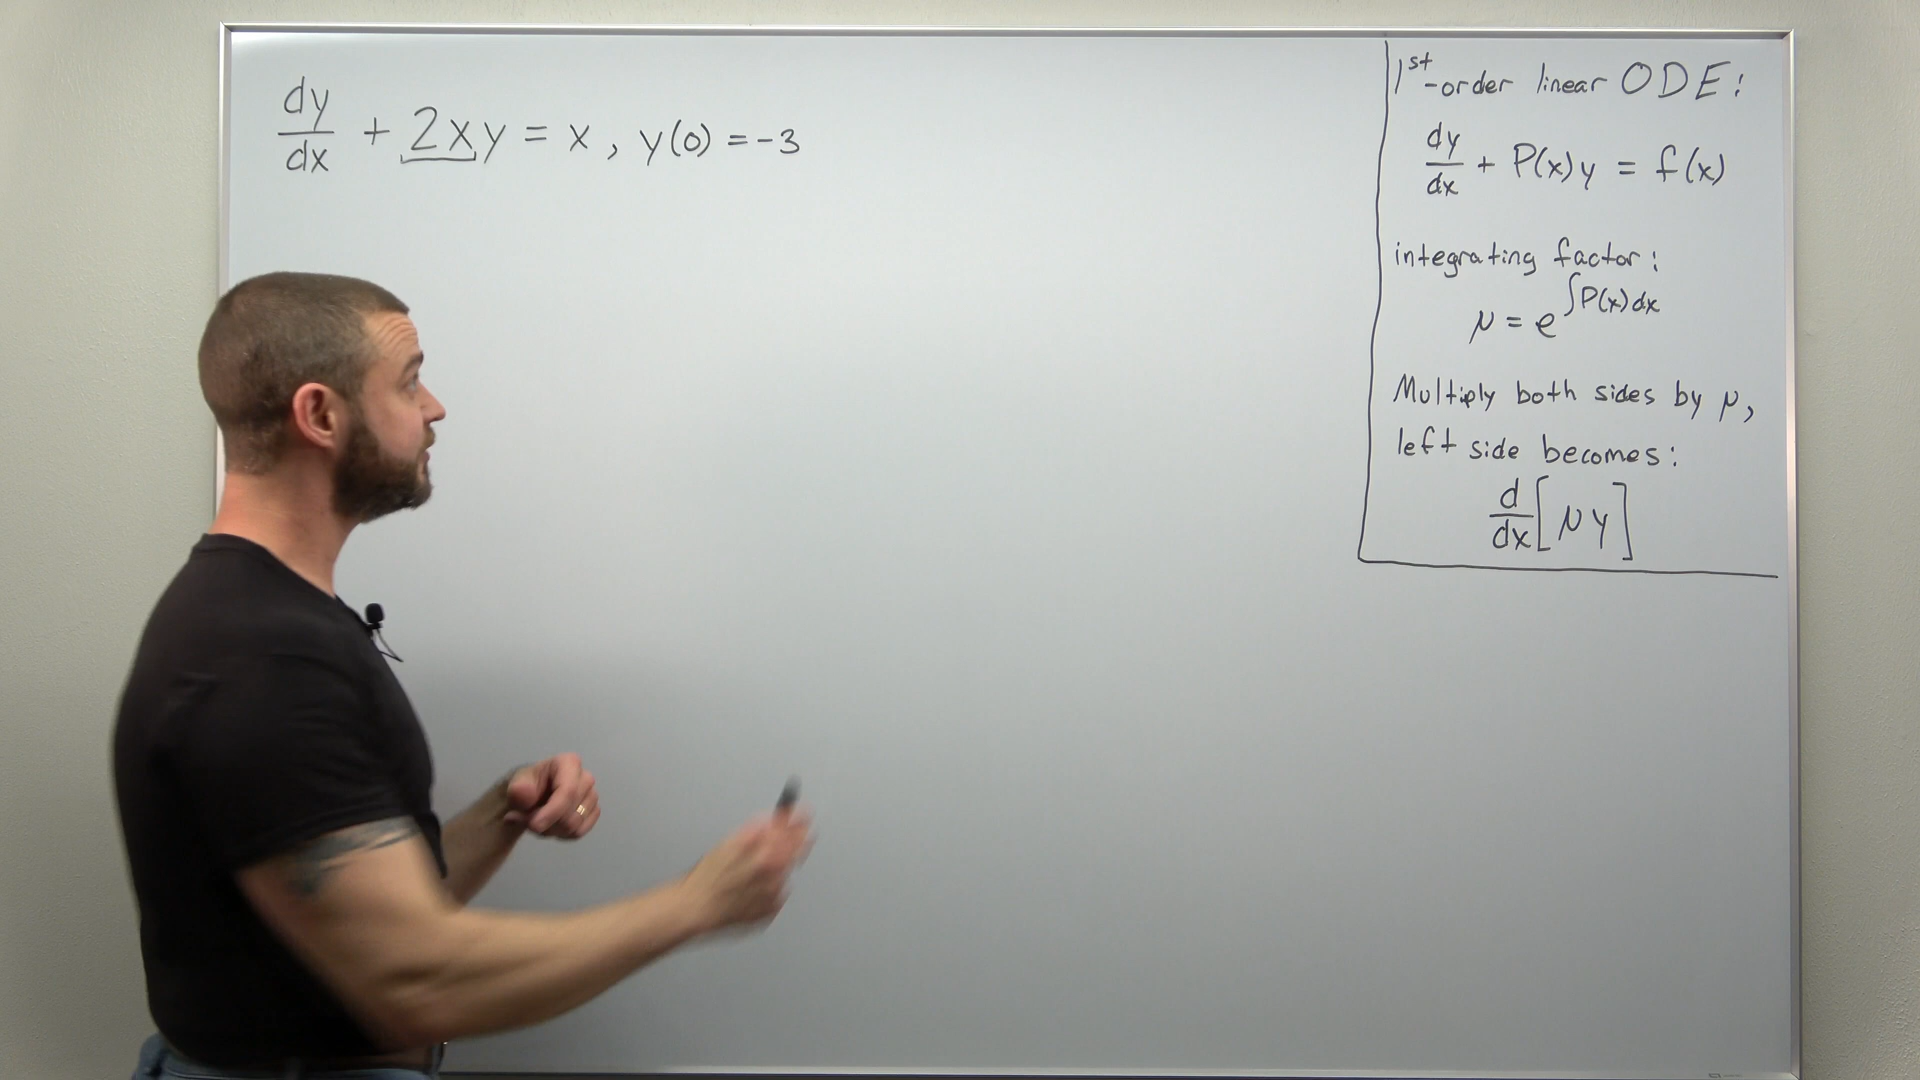 dy/dx + 2xy = x, y(0) = -3
1st-order linear ODE:
dy/dx + P(x)y = f(x)
integrating factor:
μ = e^∫P(x)dx
Multiply both sides by μ,
left side becomes:
d/dx[μy]